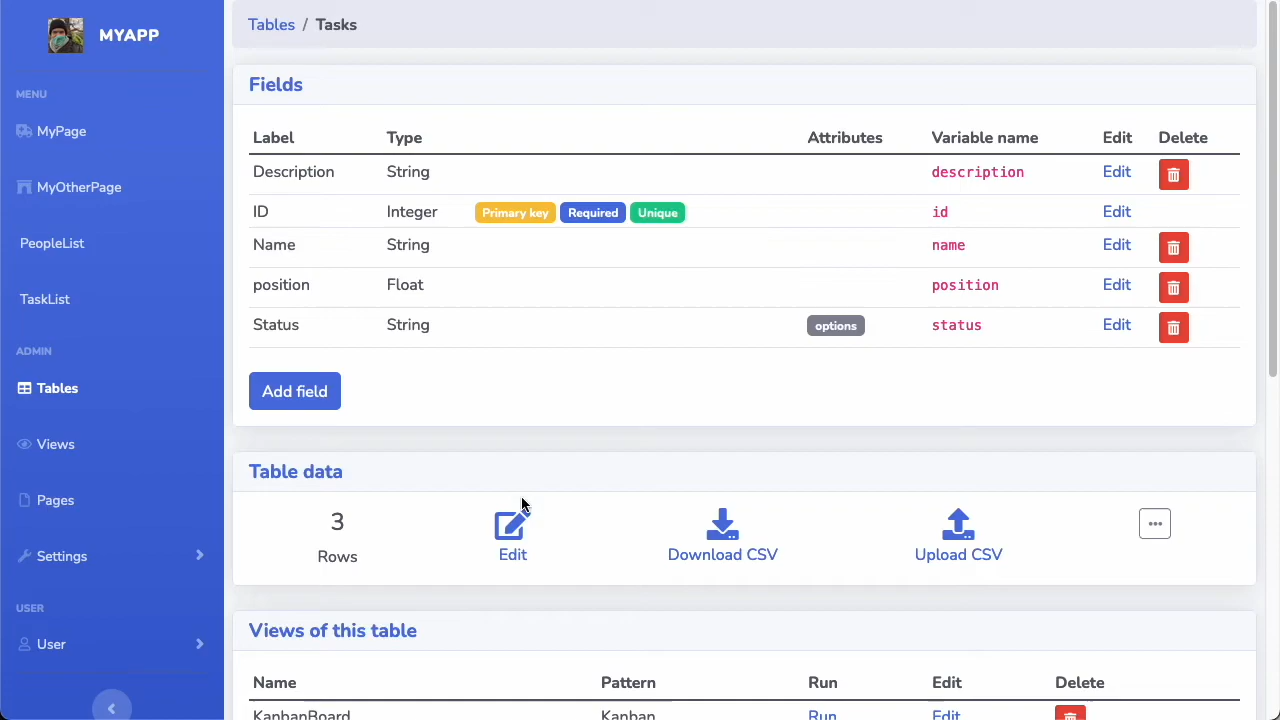 MYAPP
MENU
MyPage
MyOtherPage
PeopleList
TaskList
ADMIN
Tables
Views
Pages
Settings
USER
User
Tables / Tasks
Fields
Label Type Attributes Variable name Edit Delete
Description String description Edit
ID Integer Primary key Required Unique id Edit
Name String name Edit
position Float position Edit
Status String options status Edit
Add field
Table data
3
Rows
Edit
Download CSV
Upload CSV
Views of this table
Name Pattern Run Edit Delete
KanbanBoard Kanban Run Edit